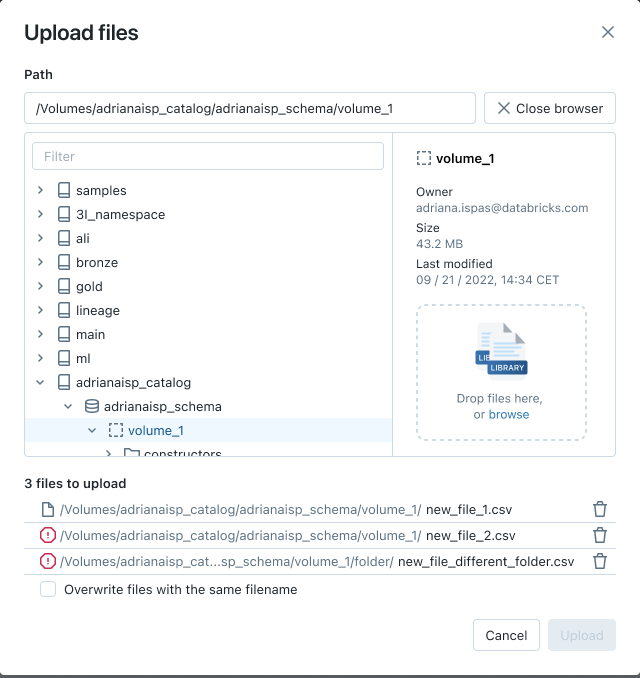 Upload files
Path
/Volumes/adrianaisp_catalog/adrianaisp_schema/volume_1
Close browser
Filter
samples
3l_namespace
ali
bronze
gold
lineage
main
ml
adrianaisp_catalog
adrianaisp_schema
volume_1
constructors
volume_1
Owner
adriana.ispas@databricks.com
Size
43.2 MB
Last modified
09 / 21 / 2022, 14:34 CET
LIB
LIBRARY
Drop files here,
or browse
3 files to upload
/Volumes/adrianaisp_catalog/adrianaisp_schema/volume_1/ new_file_1.csv
/Volumes/adrianaisp_catalog/adrianaisp_schema/volume_1/ new_file_2.csv
/Volumes/adrianaisp_cat...sp_schema/volume_1/folder/ new_file_different_folder.csv
Overwrite files with the same filename
Cancel
Upload